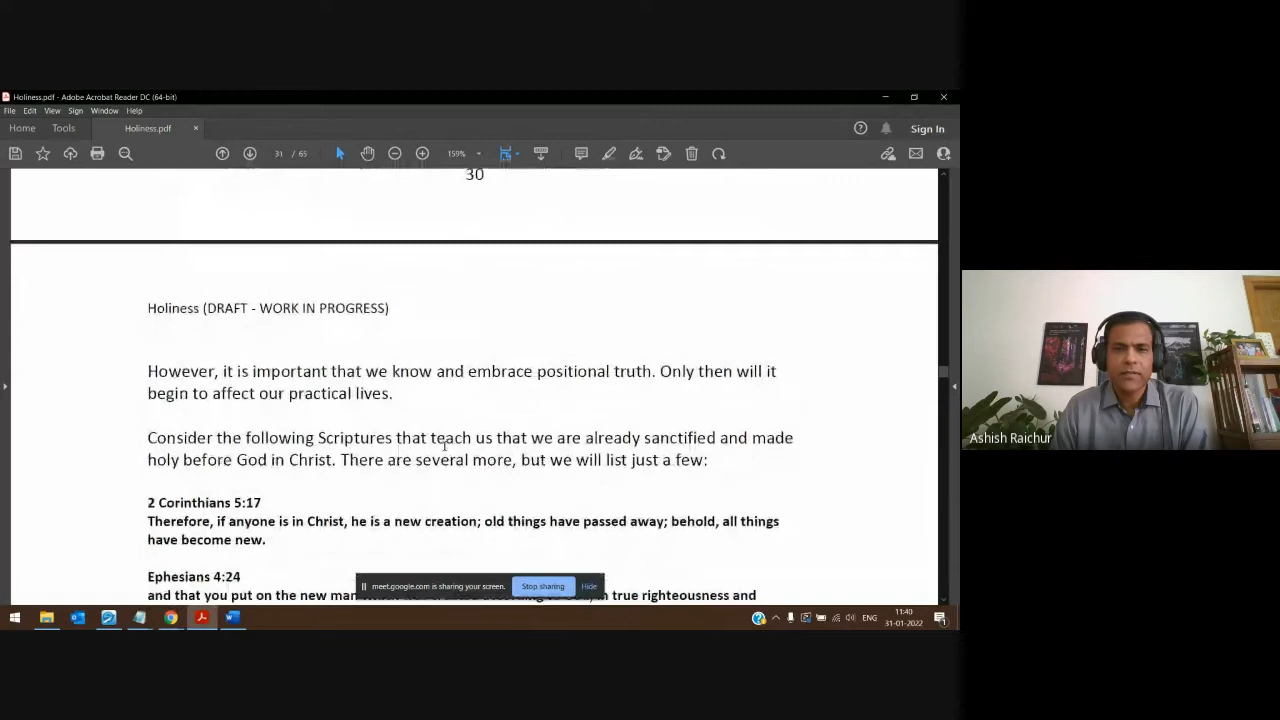 Holiness.pdf - Adobe Acrobat Reader DC (64-bit)
File Edit View Sign Window Help
Home Tools Holiness.pdf × Sign In
31 / 65 159%
30
Holiness (DRAFT - WORK IN PROGRESS)
However, it is important that we know and embrace positional truth. Only then will it
begin to affect our practical lives.
Consider the following Scriptures that teach us that we are already sanctified and made
holy before God in Christ. There are several more, but we will list just a few:
2 Corinthians 5:17
Therefore, if anyone is in Christ, he is a new creation; old things have passed away; behold, all things
have become new.
Ephesians 4:24
and that you put on the new man in true righteousness and
meet.google.com is sharing your screen. Stop sharing Hide
ENG 11:40
31-01-2022
Ashish Raichur